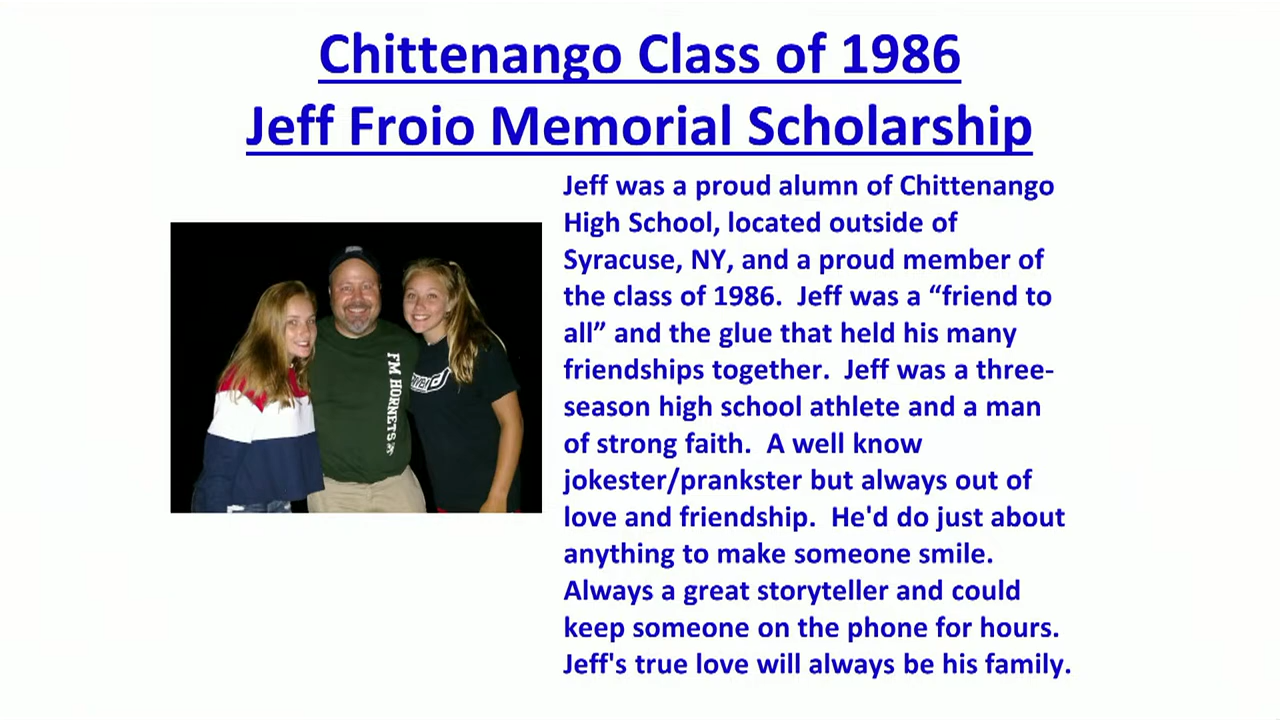 Chittenango Class of 1986
Jeff Froio Memorial Scholarship
Jeff was a proud alumn of Chittenango
High School, located outside of
Syracuse, NY, and a proud member of
the class of 1986.  Jeff was a “friend to
all” and the glue that held his many
friendships together.  Jeff was a three-
season high school athlete and a man
of strong faith.  A well know
jokester/prankster but always out of
love and friendship.  He'd do just about
anything to make someone smile.
Always a great storyteller and could
keep someone on the phone for hours.
Jeff's true love will always be his family.
FM HORNETS